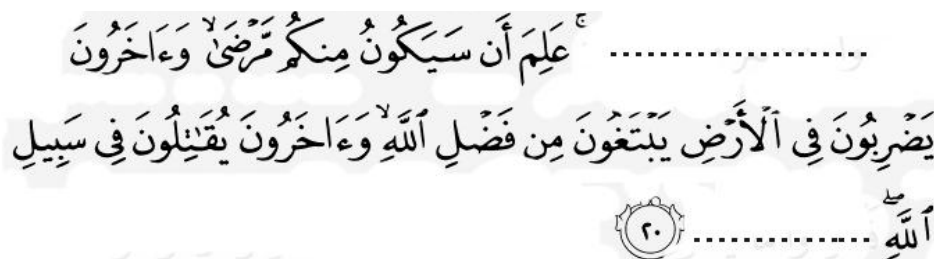 ...................... ۚ عَلِمَ أَن سَيَكُونُ مِنكُم مَّرْضَىٰ ۙ وَءَاخَرُونَ
يَضْرِبُونَ فِى ٱلْأَرْضِ يَبْتَغُونَ مِن فَضْلِ ٱللَّهِ ۙ وَءَاخَرُونَ يُقَـٰتِلُونَ فِى سَبِيلِ
ٱللَّهِ ۖ ............... ٢٠